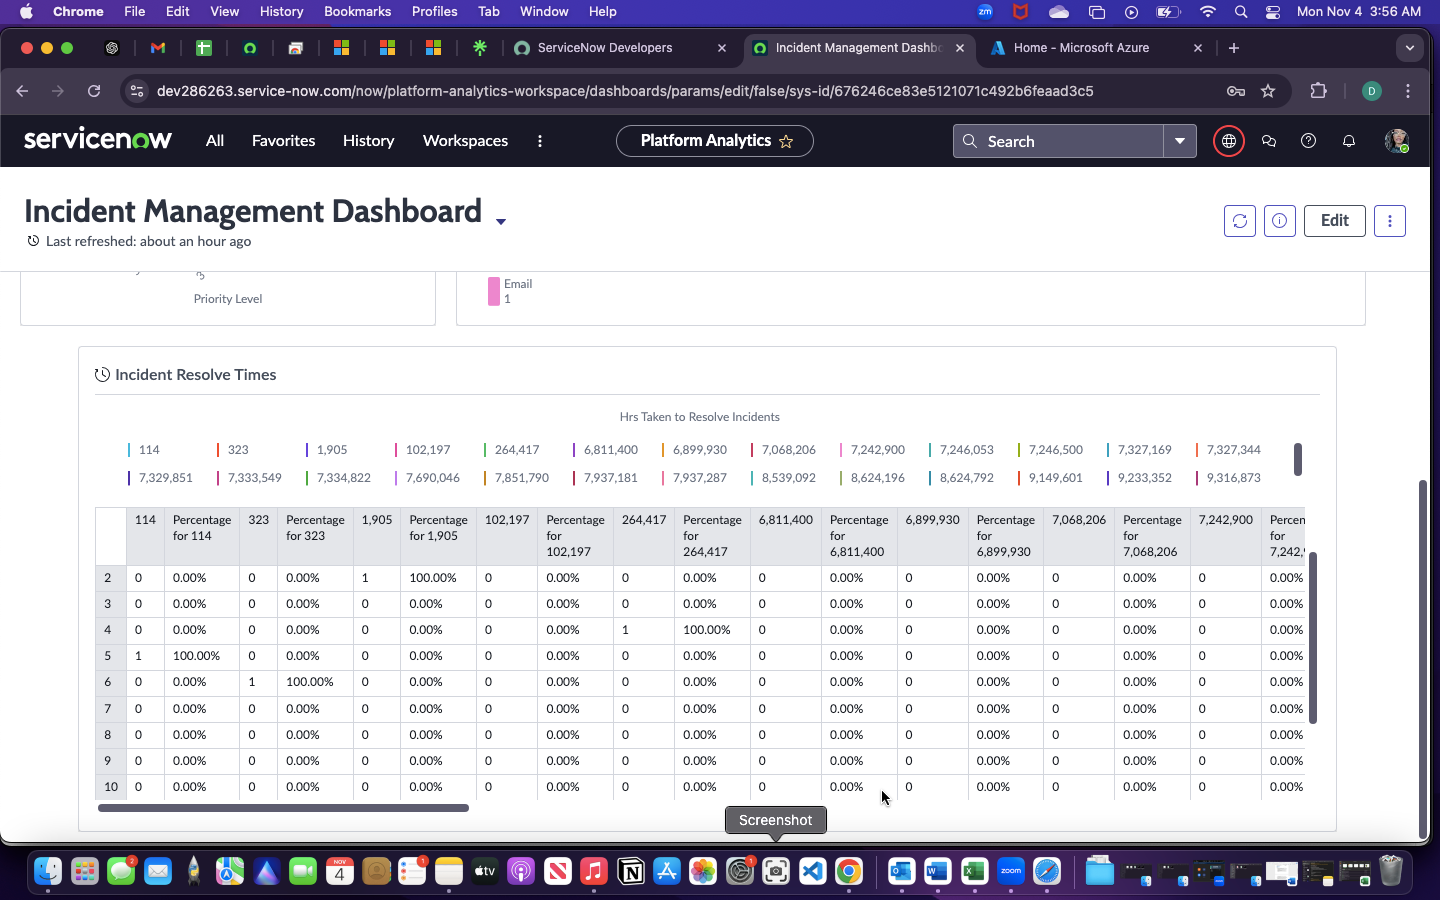 Chrome File Edit View History Bookmarks Profiles Tab Window Help zm Mon Nov 4 3:56 AM
ServiceNow Developers Incident Management Dashbo Home - Microsoft Azure
dev286263.service-now.com/now/platform-analytics-workspace/dashboards/params/edit/false/sys-id/676246ce83e5121071c492b6feaad3c5 D
servicenow All Favorites History Workspaces Platform Analytics Search
Incident Management Dashboard
Last refreshed: about an hour ago
Edit
Email
1
Priority Level
Incident Resolve Times
Hrs Taken to Resolve Incidents
114 323 1,905 102,197 264,417 6,811,400 6,899,930 7,068,206 7,242,900 7,246,053 7,246,500 7,327,169 7,327,344
7,329,851 7,333,549 7,334,822 7,690,046 7,851,790 7,937,181 7,937,287 8,539,092 8,624,196 8,624,792 9,149,601 9,233,352 9,316,873
114 Percentage 323 Percentage 1,905 Percentage 102,197 Percentage 264,417 Percentage 6,811,400 Percentage 6,899,930 Percentage 7,068,206 Percentage 7,242,900 Percen
for 114 for 323 for 1,905 for for for for for for
102,197 264,417 6,811,400 6,899,930 7,068,206 7,242,9
2 0 0.00% 0 0.00% 1 100.00% 0 0.00% 0 0.00% 0 0.00% 0 0.00% 0 0.00% 0 0.00%
3 0 0.00% 0 0.00% 0 0.00% 0 0.00% 0 0.00% 0 0.00% 0 0.00% 0 0.00% 0 0.00%
4 0 0.00% 0 0.00% 0 0.00% 0 0.00% 1 100.00% 0 0.00% 0 0.00% 0 0.00% 0 0.00%
5 1 100.00% 0 0.00% 0 0.00% 0 0.00% 0 0.00% 0 0.00% 0 0.00% 0 0.00% 0 0.00%
6 0 0.00% 1 100.00% 0 0.00% 0 0.00% 0 0.00% 0 0.00% 0 0.00% 0 0.00% 0 0.00%
7 0 0.00% 0 0.00% 0 0.00% 0 0.00% 0 0.00% 0 0.00% 0 0.00% 0 0.00% 0 0.00%
8 0 0.00% 0 0.00% 0 0.00% 0 0.00% 0 0.00% 0 0.00% 0 0.00% 0 0.00% 0 0.00%
9 0 0.00% 0 0.00% 0 0.00% 0 0.00% 0 0.00% 0 0.00% 0 0.00% 0 0.00% 0 0.00%
10 0 0.00% 0 0.00% 0 0.00% 0 0.00% 0 0.00% 0 0.00% 0 0.00% 0 0.00% 0 0.00%
Screenshot
2 NOV 4 1 tv 1 zoom